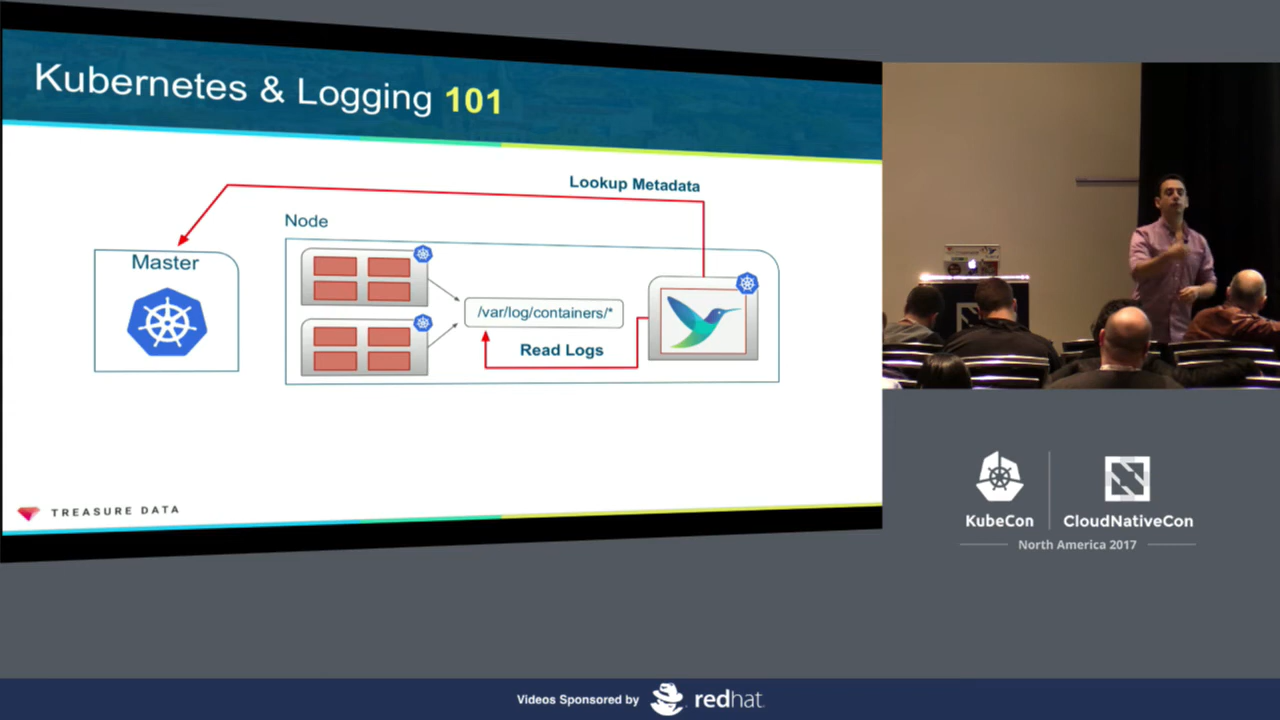 Kubernetes & Logging 101
Lookup Metadata
Node
Master
/var/log/containers/*
Read Logs
TREASURE DATA
KubeCon
CloudNativeCon
North America 2017
Videos Sponsored by
redhat